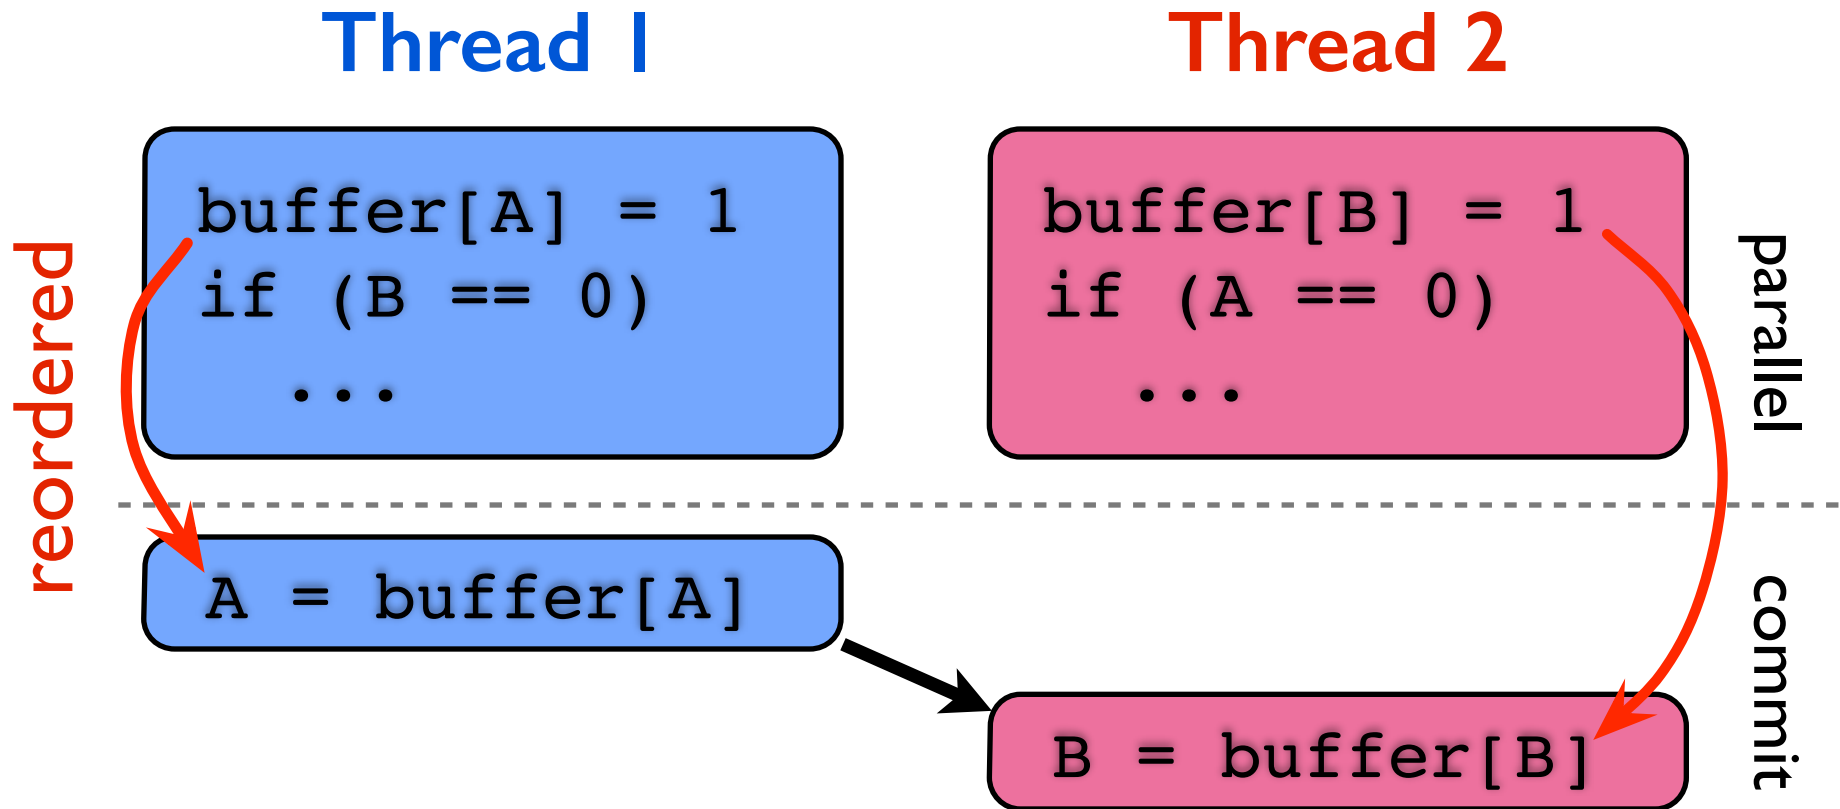 Thread 1
Thread 2
reordered
buffer[A] = 1
if (B == 0)
...
buffer[B] = 1
if (A == 0)
...
parallel
A = buffer[A]
B = buffer[B]
commit